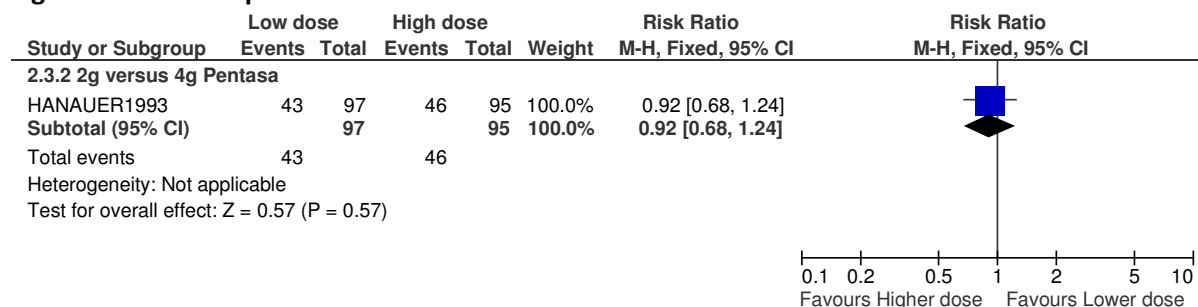 Low dose High dose Risk Ratio Risk Ratio
Study or Subgroup Events Total Events Total Weight M-H, Fixed, 95% CI M-H, Fixed, 95% CI
2.3.2 2g versus 4g Pentasa
HANAUER1993 43 97 46 95 100.0% 0.92 [0.68, 1.24]
Subtotal (95% CI) 97 95 100.0% 0.92 [0.68, 1.24]
Total events 43 46
Heterogeneity: Not applicable
Test for overall effect: Z = 0.57 (P = 0.57)
0.1 0.2 0.5 1 2 5 10
Favours Higher dose Favours Lower dose